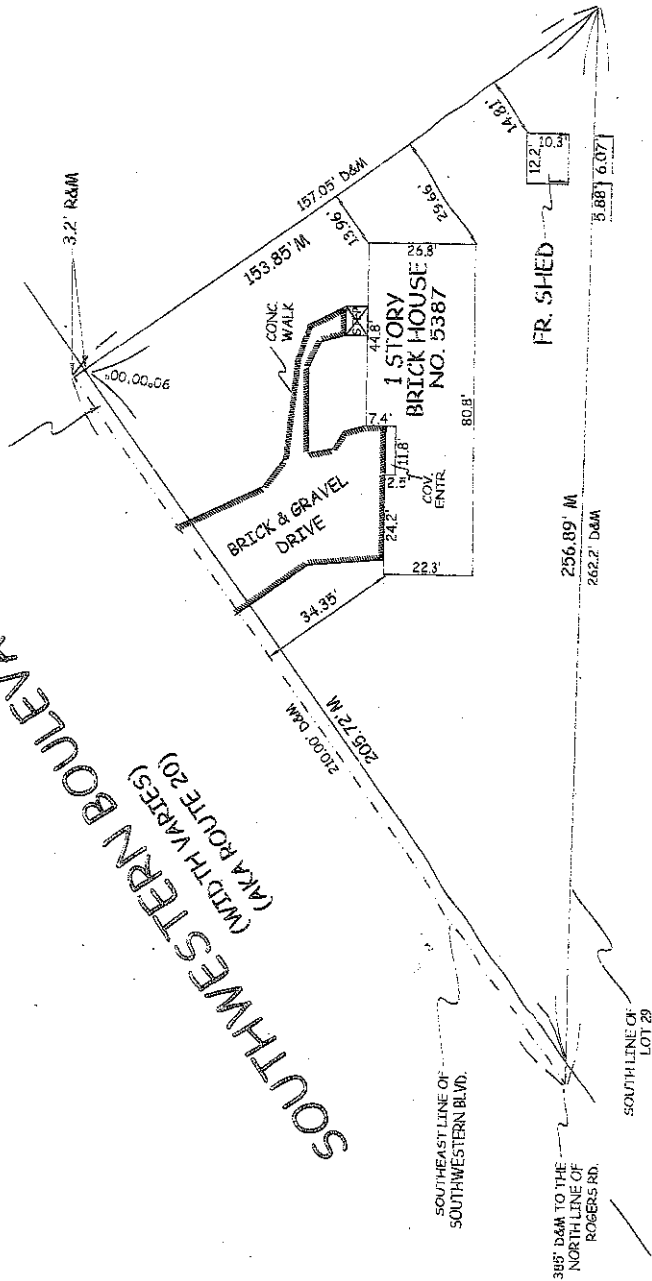 3.2' R&M
90°00'00"
157.05' D&M
153.85' M
13.96'
29.66'
14.81'
12.2'
10.3'
FR. SHED
5.88'
6.07'
CONC.
WALK
STEP
44.8'
26.8'
1 STORY
BRICK HOUSE
NO. 5387
7.4'
11.8'
COV.
ENTR.
24.2'
80.8'
22.3'
BRICK & GRAVEL
DRIVE
34.35'
205.72' M
210.00' D&M
256.89' M
262.2' D&M
SOUTHWESTERN
(WIDTH VARIES)
(AKA ROUTE 20)
SOUTHEAST LINE OF
SOUTHWESTERN BLVD.
385' D&M TO THE
NORTH LINE OF
ROGERS RD.
SOUTH LINE OF
LOT 29